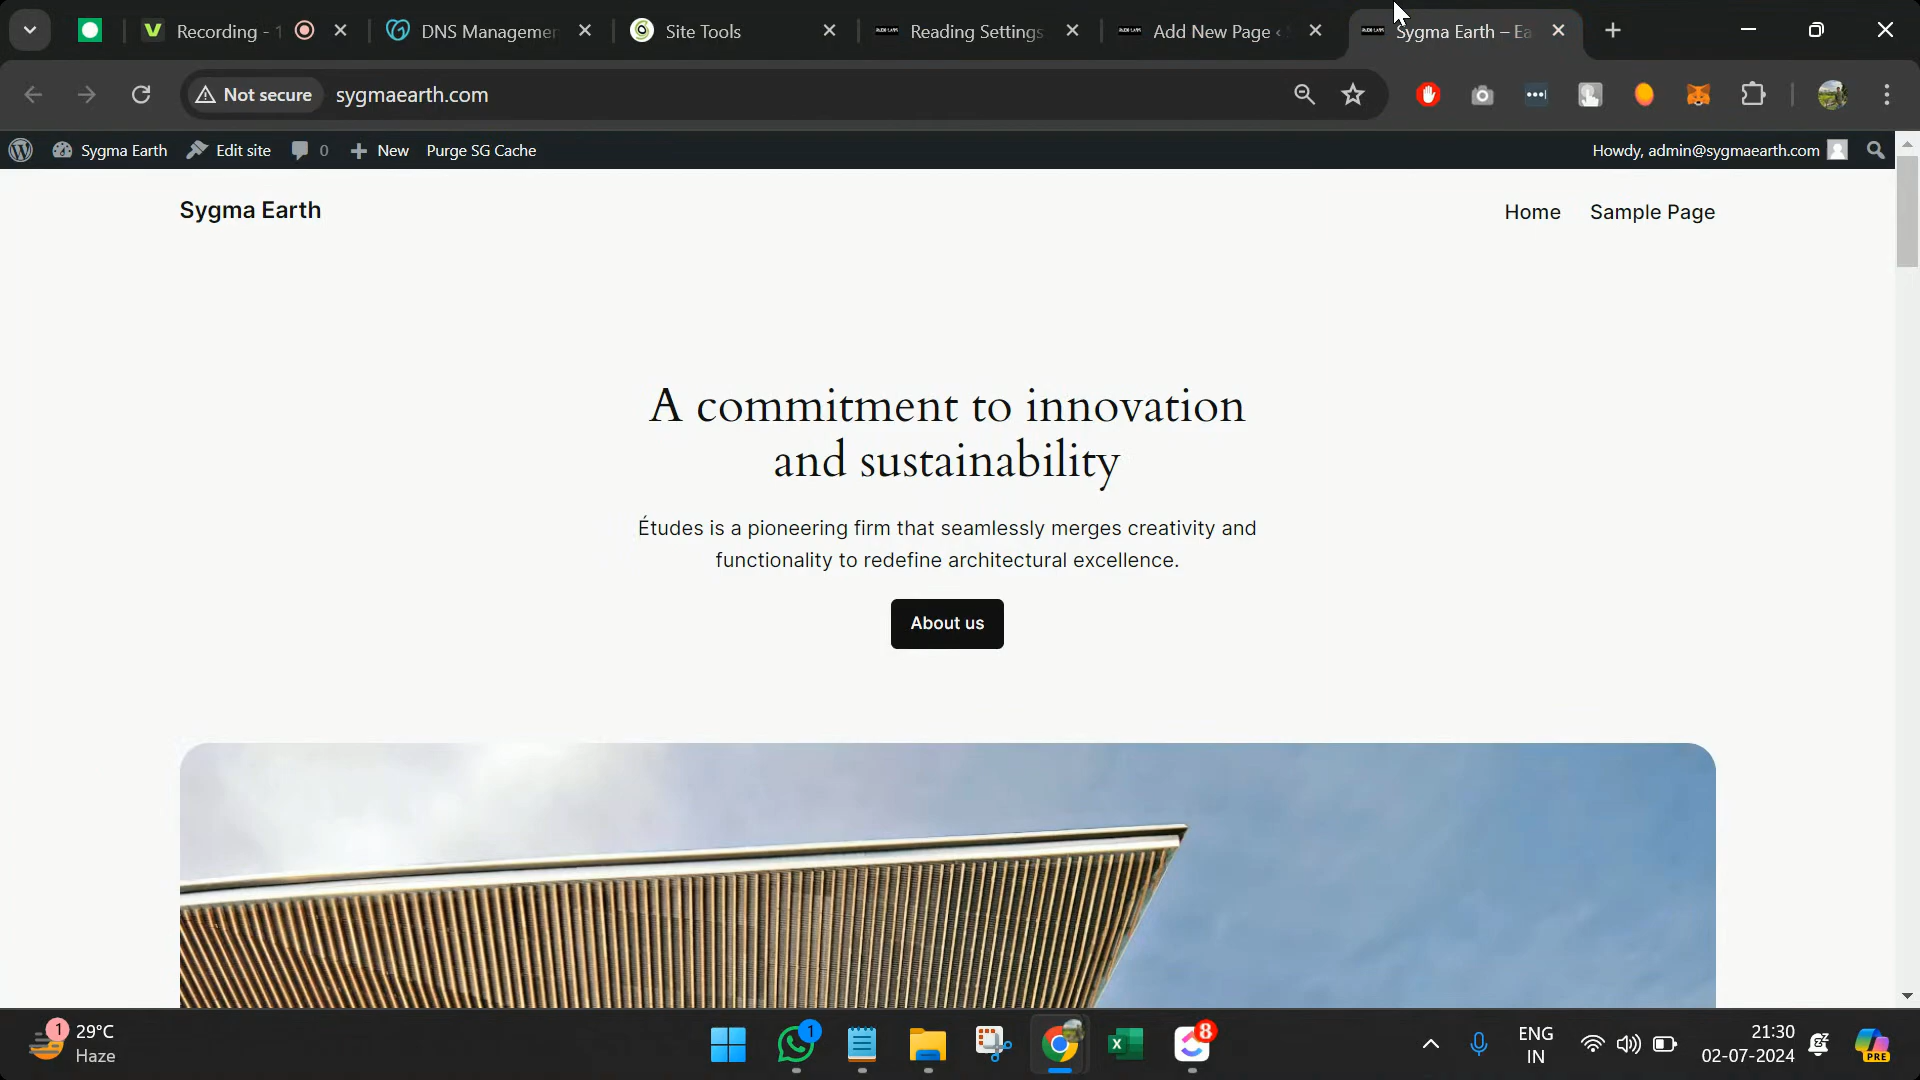 Recording - 1
DNS Managemen
Site Tools
Reading Settings
Add New Page ‹
Sygma Earth – Ea
Not secure
sygmaearth.com
Sygma Earth
Edit site
0
New
Purge SG Cache
Howdy, admin@sygmaearth.com
Sygma Earth
Home
Sample Page
A commitment to innovation
and sustainability
Études is a pioneering firm that seamlessly merges creativity and
functionality to redefine architectural excellence.
About us
1
29°C
Haze
1
8
ENG
IN
21:30
02-07-2024
PRE